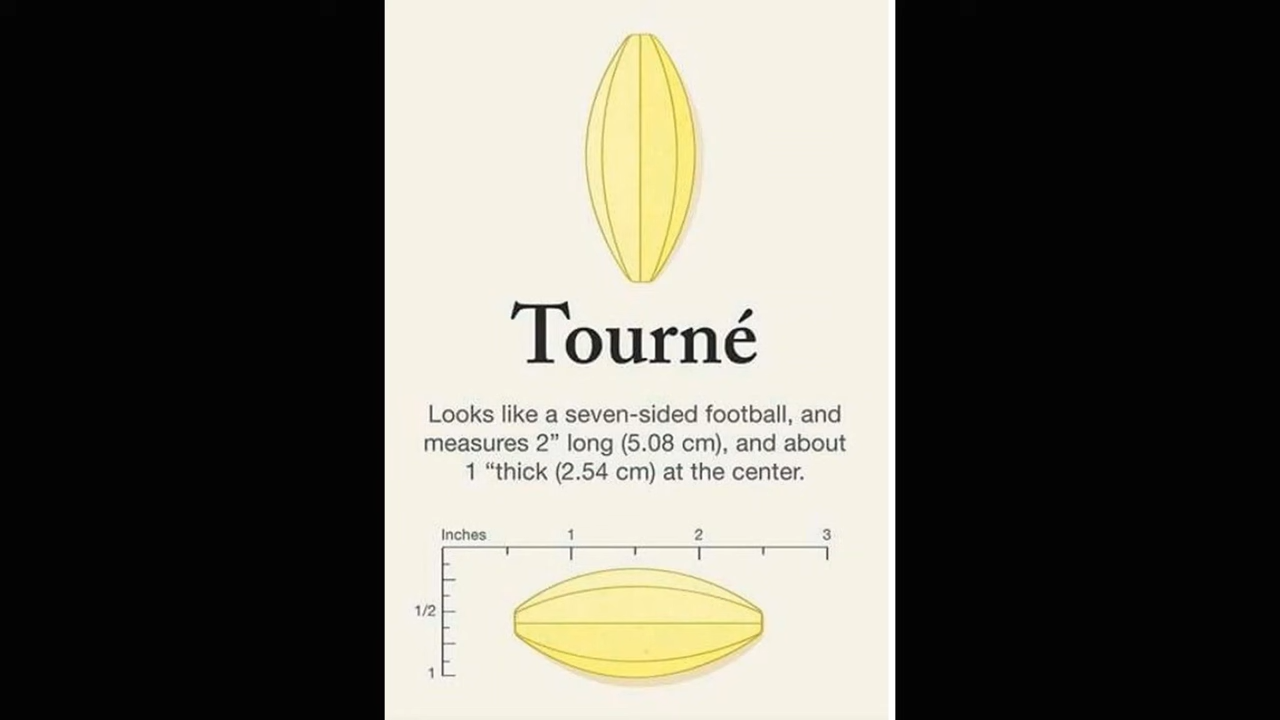 Tourné
Looks like a seven-sided football, and
measures 2” long (5.08 cm), and about
1 “thick (2.54 cm) at the center.
Inches 1 2 3
1/2
1